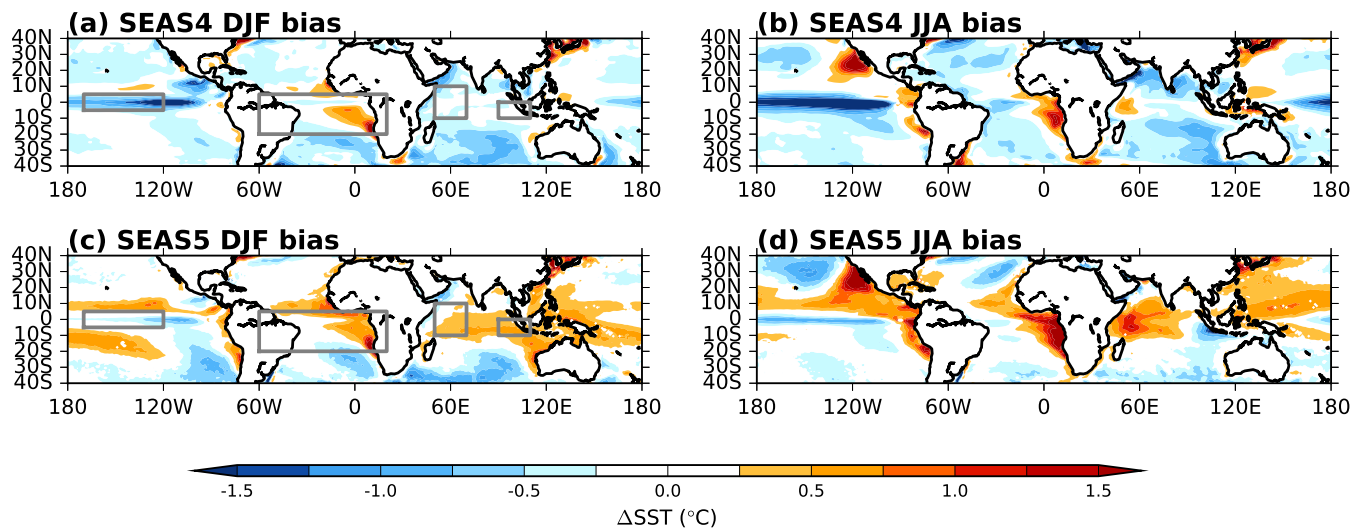 (a) SEAS4 DJF bias
40N
30N
20N
10N
0
10S
20S
30S
40S
180 120W 60W 0 60E 120E 180
(b) SEAS4 JJA bias
40N
30N
20N
10N
0
10S
20S
30S
40S
180 120W 60W 0 60E 120E 180
(c) SEAS5 DJF bias
40N
30N
20N
10N
0
10S
20S
30S
40S
180 120W 60W 0 60E 120E 180
(d) SEAS5 JJA bias
40N
30N
20N
10N
0
10S
20S
30S
40S
180 120W 60W 0 60E 120E 180
-1.5 -1.0 -0.5 0.0 0.5 1.0 1.5
ΔSST (°C)